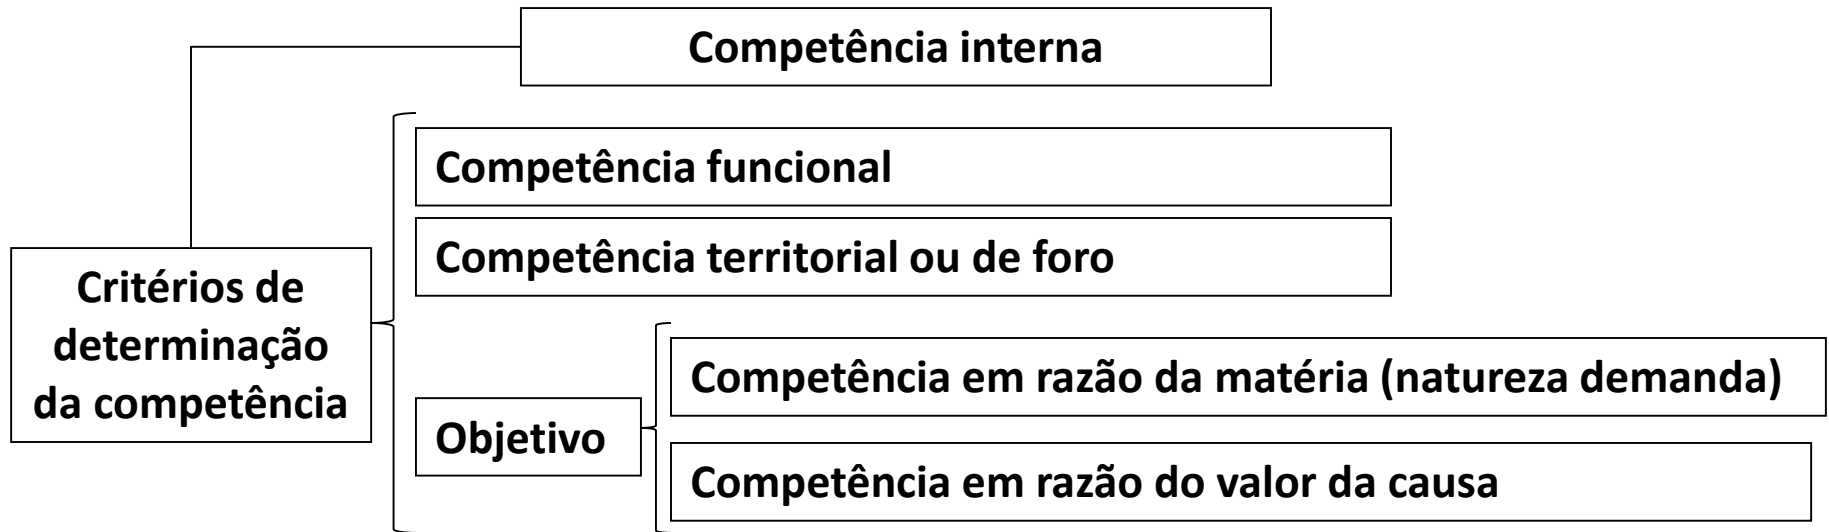 Competência interna
Competência funcional
Competência territorial ou de foro
Critérios de
determinação
da competência
Objetivo
Competência em razão da matéria (natureza demanda)
Competência em razão do valor da causa